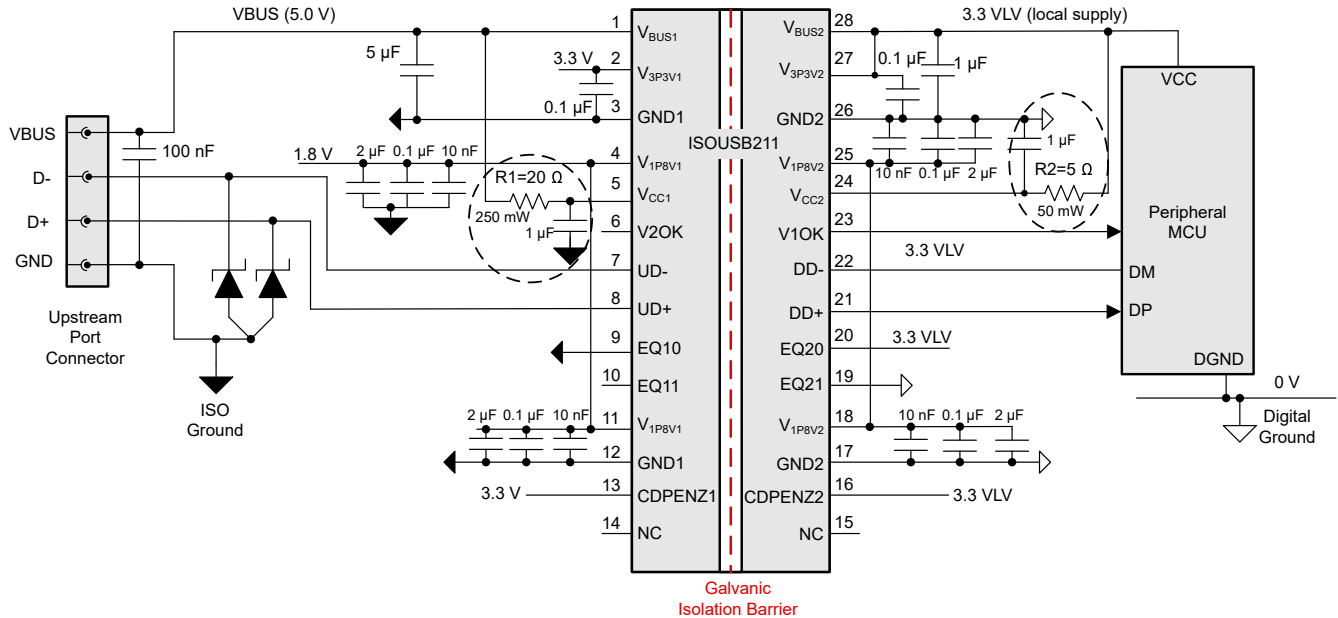 VBUS (5.0 V)
3.3 VLV (local supply)
1
VBUS1
VBUS2
28
5 µF
3.3 V
2
V3P3V1
V3P3V2
27
0.1 µF
1 µF
0.1 µF
3
GND1
GND2
26
VCC
VBUS
100 nF
ISOUSB211
1 µF
1.8 V
2 µF
0.1 µF
10 nF
4
V1P8V1
V1P8V2
25
10 nF
0.1 µF
2 µF
D-
R1=20 Ω
5
VCC1
VCC2
24
R2=5 Ω
250 mW
50 mW
D+
1 µF
6
V2OK
V1OK
23
Peripheral
MCU
3.3 VLV
GND
7
UD-
DD-
22
DM
8
UD+
DD+
21
DP
Upstream
Port
Connector
9
EQ10
EQ20
20
3.3 VLV
DGND
10
EQ11
EQ21
19
0 V
ISO
Ground
2 µF
0.1 µF
10 nF
11
V1P8V1
V1P8V2
18
10 nF
0.1 µF
2 µF
Digital
Ground
12
GND1
GND2
17
3.3 V
13
CDPENZ1
CDPENZ2
16
3.3 VLV
14
NC
NC
15
Galvanic
Isolation Barrier